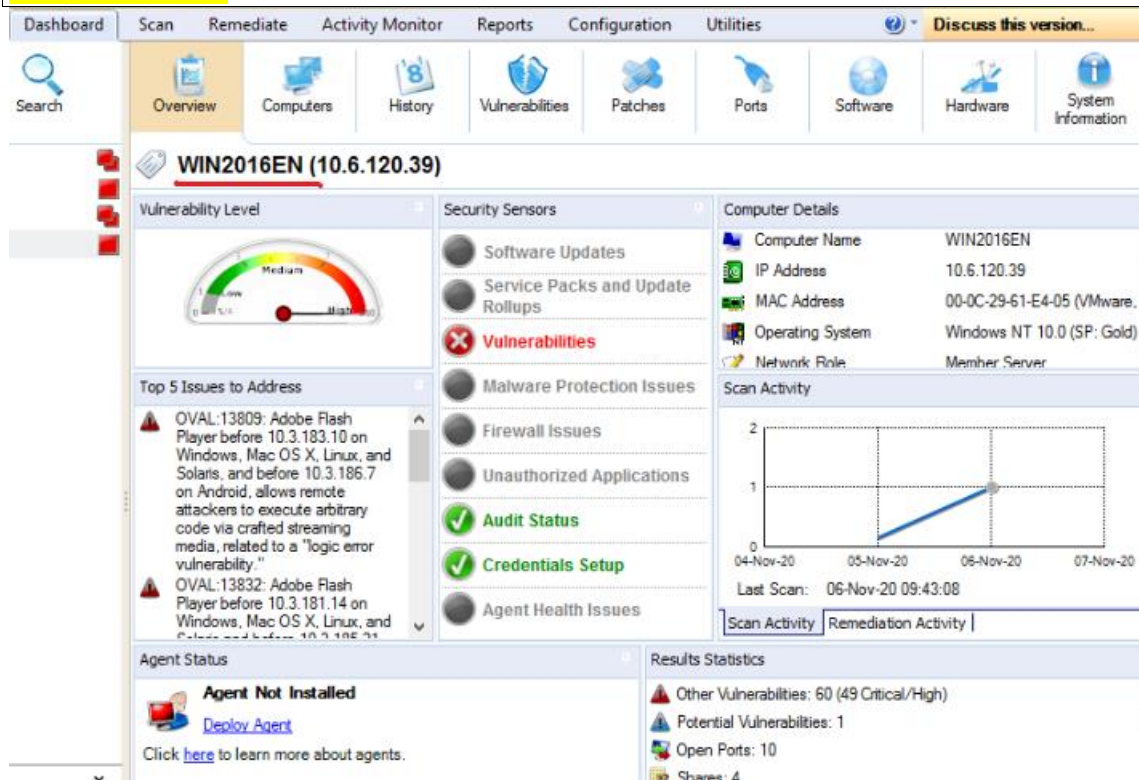 Dashboard Scan Remediate Activity Monitor Reports Configuration Utilities Discuss this version...
Search Overview Computers History Vulnerabilities Patches Ports Software Hardware System Information
WIN2016EN (10.6.120.39)
Vulnerability Level
Medium
Low
High
N/A
Top 5 Issues to Address
OVAL:13809: Adobe Flash
Player before 10.3.183.10 on
Windows, Mac OS X, Linux, and
Solaris, and before 10.3.186.7
on Android, allows remote
attackers to execute arbitrary
code via crafted streaming
media, related to a "logic error
vulnerability."
OVAL:13832: Adobe Flash
Player before 10.3.181.14 on
Windows, Mac OS X, Linux, and
Solaris and before 10.3.185.21
Security Sensors
Software Updates
Service Packs and Update
Rollups
Vulnerabilities
Malware Protection Issues
Firewall Issues
Unauthorized Applications
Audit Status
Credentials Setup
Agent Health Issues
Computer Details
Computer Name WIN2016EN
IP Address 10.6.120.39
MAC Address 00-0C-29-61-E4-05 (VMware,
Operating System Windows NT 10.0 (SP: Gold)
Network Role Member Server
Scan Activity
2
1
0
04-Nov-20 05-Nov-20 06-Nov-20 07-Nov-20
Last Scan: 06-Nov-20 09:43:08
Scan Activity Remediation Activity
Agent Status
Agent Not Installed
Deploy Agent
Click here to learn more about agents.
Results Statistics
Other Vulnerabilities: 60 (49 Critical/High)
Potential Vulnerabilities: 1
Open Ports: 10
Shares: 4